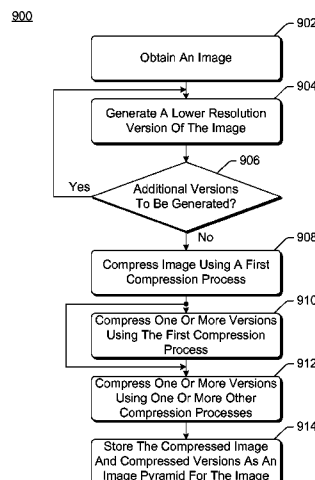 900
902
Obtain An Image
904
Generate A Lower Resolution
Version Of The Image
906
Yes
Additional Versions
To Be Generated?
No
908
Compress Image Using A First
Compression Process
910
Compress One Or More Versions
Using The First Compression
Process
912
Compress One Or More Versions
Using One Or More Other
Compression Processes
914
Store The Compressed Image
And Compressed Versions As An
Image Pyramid For The Image